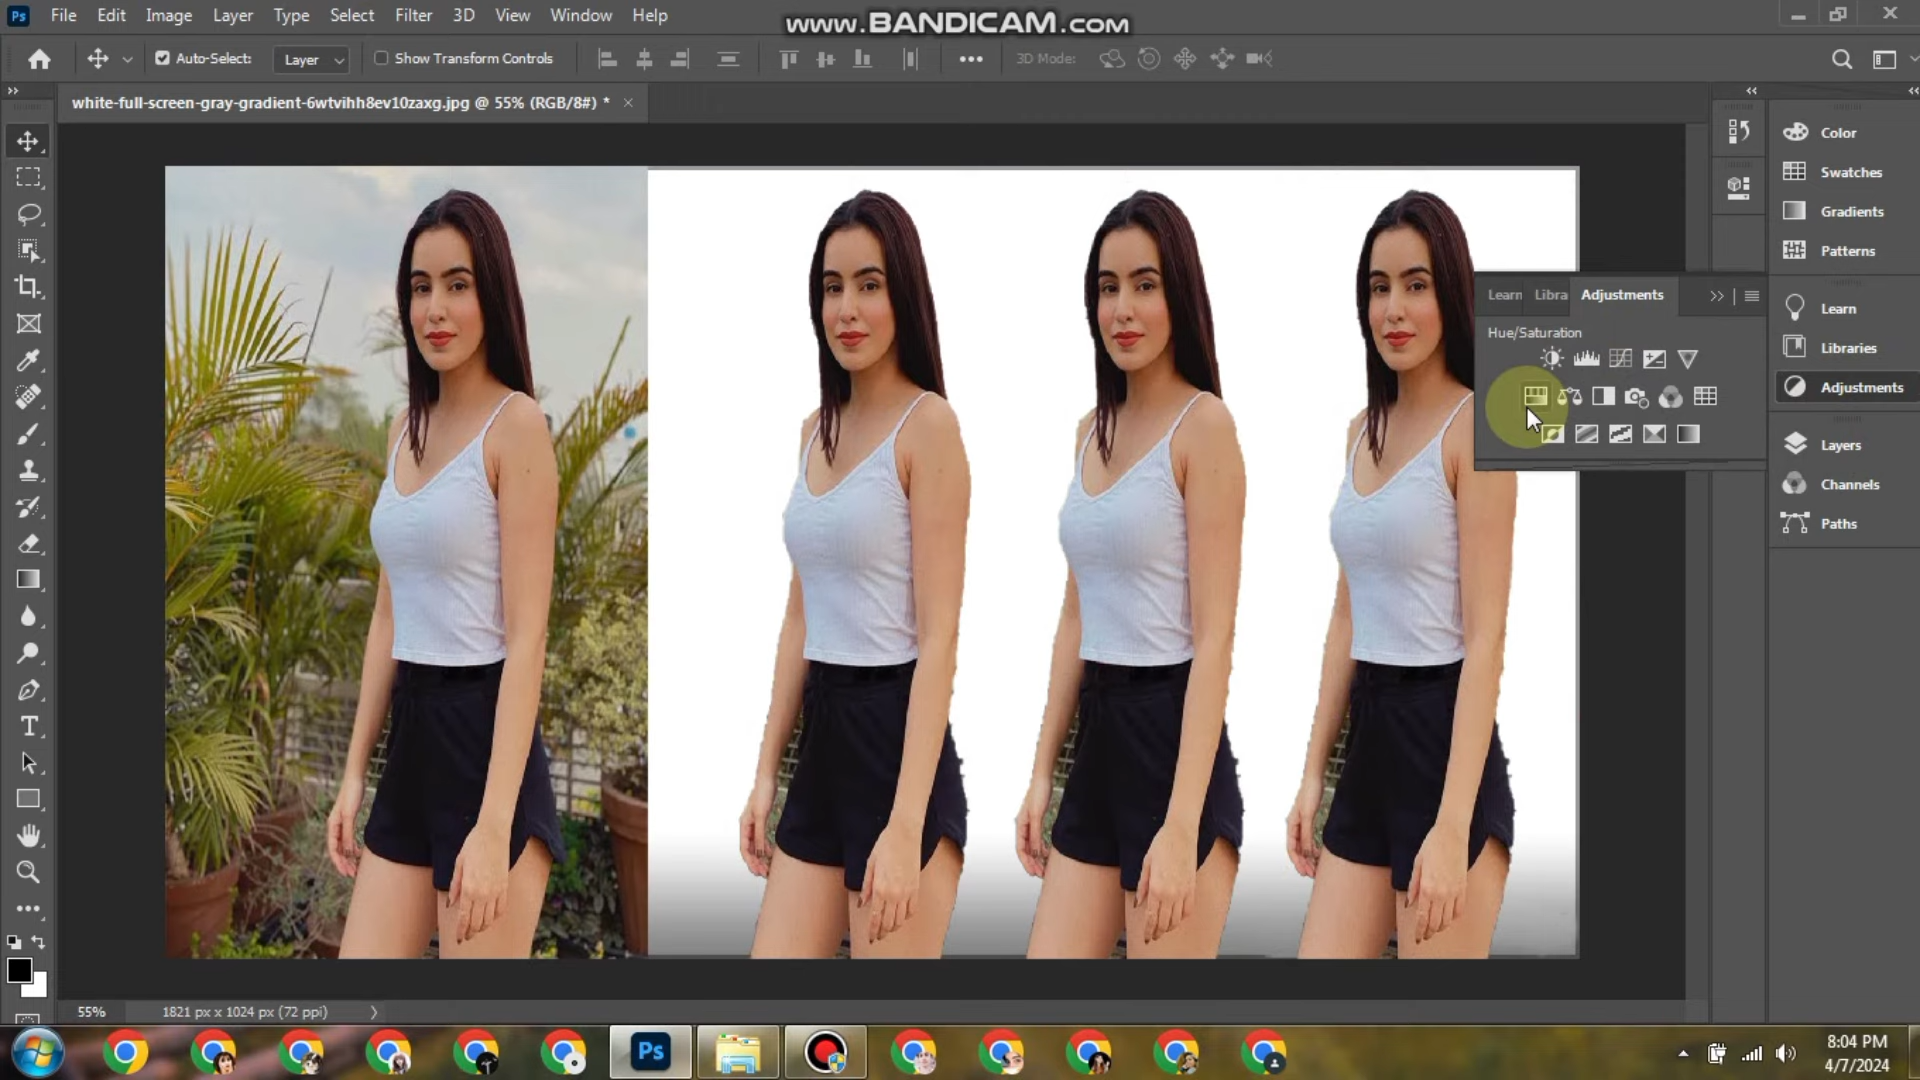 Ps File Edit Image Layer Type Select Filter 3D View Window Help
www.BANDICAM.com
Auto-Select: Layer Show Transform Controls 3D Mode:
white-full-screen-gray-gradient-6wtvihh8ev10zaxg.jpg @ 55% (RGB/8#) *
Color
Swatches
Gradients
Patterns
Learn Libra Adjustments
Hue/Saturation
Learn
Libraries
Adjustments
Layers
Channels
Paths
T
55% 1821 px x 1024 px (72 ppi)
Ps
8:04 PM
4/7/2024